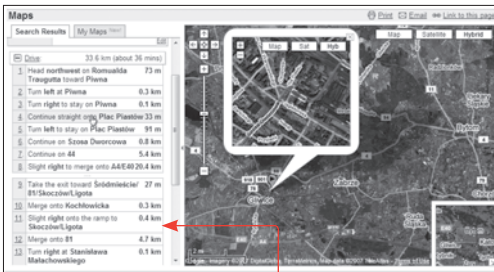 Maps
Print Email Link to this page
Search Results My Maps New!
Edit
Drive: 33.6 km (about 36 mins)
1 Head northwest on Romualda Traugutta toward Piwna 73 m
2 Turn left at Piwna 0.3 km
3 Turn right to stay on Piwna 0.1 km
4 Continue straight onto Plac Piastów 33 m
5 Turn left to stay on Plac Piastów 91 m
6 Continue on Szosa Dworcowa 0.8 km
7 Continue on 44 5.4 km
8 Slight right to merge onto A4/E40 20.4 km
9 Take the exit toward Śródmieście/ 27 m
81/Skoczów/Ligota
10 Merge onto Kochłowicka 0.3 km
11 Slight right onto the ramp to 0.4 km
Skoczów/Ligota
12 Merge onto 81 4.7 km
13 Turn right at Stanisława 0.1 km
Małachowskiego
Map Sat Hyb
Map Satellite Hybrid
Radzionków
Bytom
Zabrze
Gliwice
Ruda